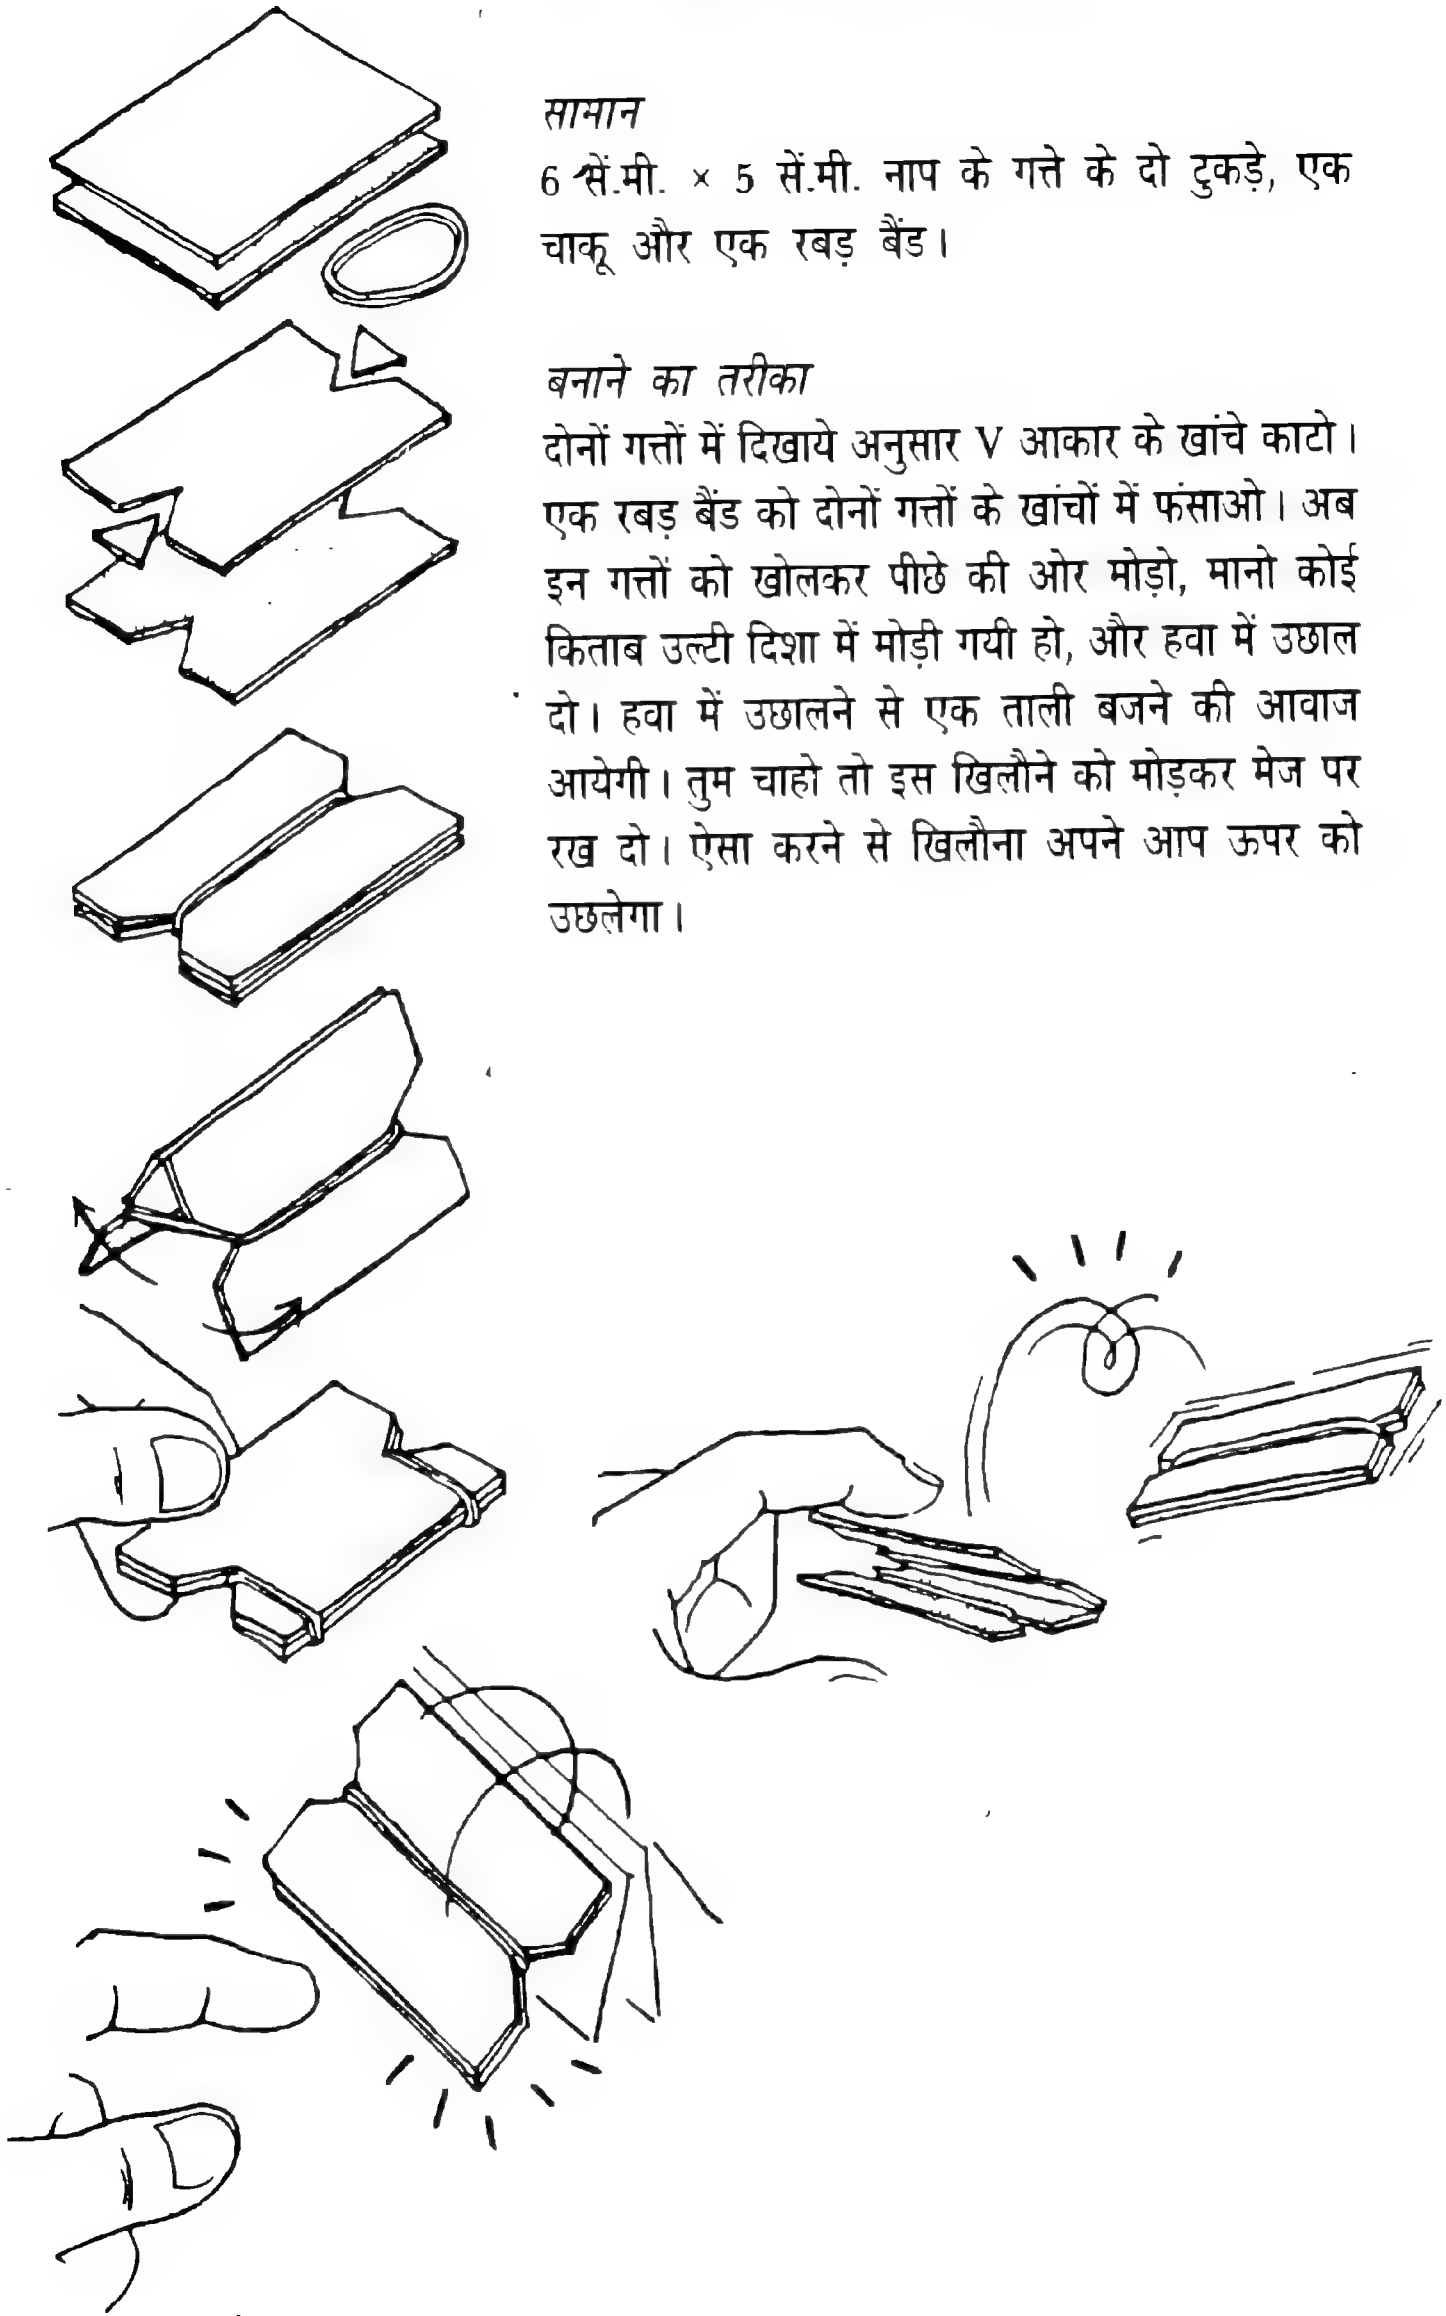 सामान
6 सें.मी. × 5 सें.मी. नाप के गत्ते के दो टुकड़े, एक
चाकू और एक रबड़ बैंड।
बनाने का तरीका
दोनों गत्तों में दिखाये अनुसार V आकार के खांचे काटो।
एक रबड़ बैंड को दोनों गत्तों के खांचों में फंसाओ। अब
इन गत्तों को खोलकर पीछे की ओर मोड़ो, मानो कोई
किताब उल्टी दिशा में मोड़ी गयी हो, और हवा में उछाल
दो। हवा में उछालने से एक ताली बजने की आवाज
आयेगी। तुम चाहो तो इस खिलौने को मोड़कर मेज पर
रख दो। ऐसा करने से खिलौना अपने आप ऊपर को
उछलेगा।